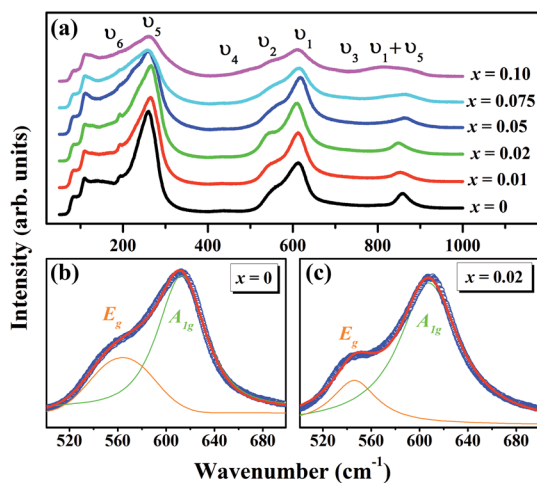 (a)
υ6 υ5 υ4 υ2 υ1 υ3 υ1+υ5
x = 0.10
x = 0.075
x = 0.05
x = 0.02
x = 0.01
x = 0
200 400 600 800 1000
Intensity (arb. units)
(b) x = 0
Eg A1g
520 560 600 640 680
(c) x = 0.02
Eg A1g
520 560 600 640 680
Wavenumber (cm-1)